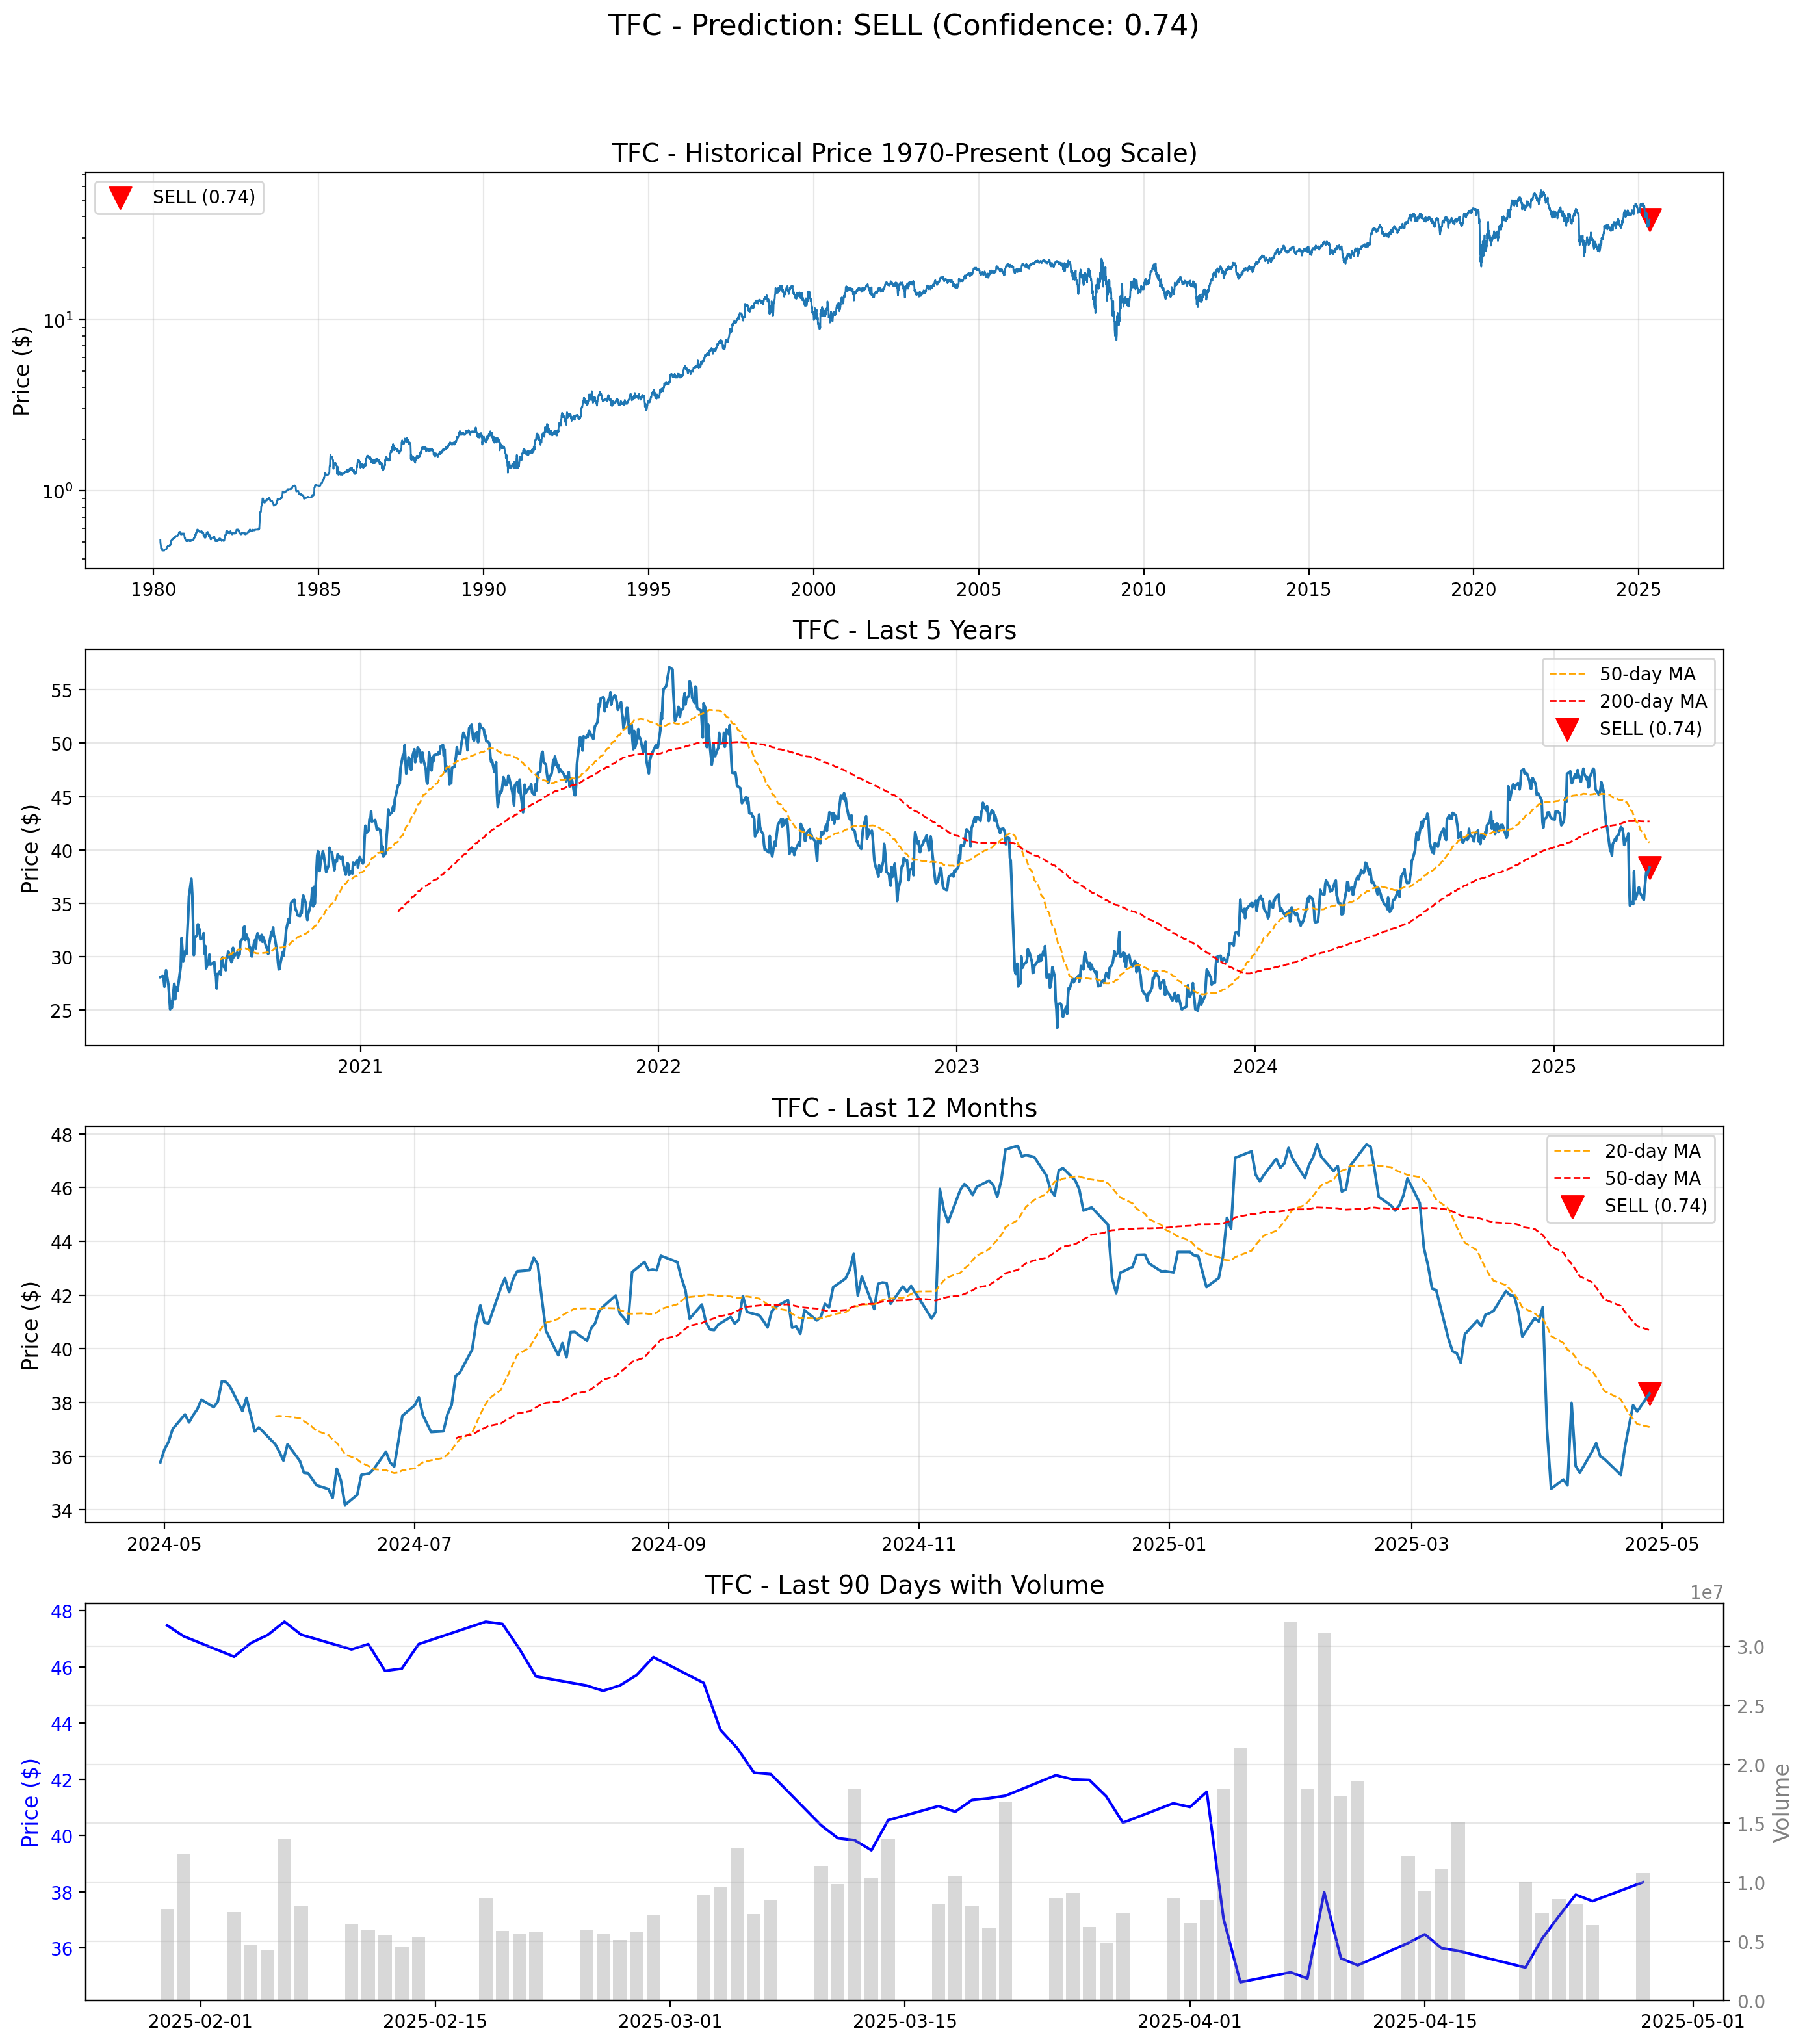 TFC - Prediction: SELL (Confidence: 0.74)
TFC - Historical Price 1970-Present (Log Scale)
SELL (0.74)
Price ($)
10¹
10⁰
1980 1985 1990 1995 2000 2005 2010 2015 2020 2025
TFC - Last 5 Years
50-day MA
200-day MA
SELL (0.74)
Price ($)
55
50
45
40
35
30
25
2021 2022 2023 2024 2025
TFC - Last 12 Months
20-day MA
50-day MA
SELL (0.74)
Price ($)
48
46
44
42
40
38
36
34
2024-05 2024-07 2024-09 2024-11 2025-01 2025-03 2025-05
TFC - Last 90 Days with Volume
1e7
Price ($)
48
46
44
42
40
38
36
Volume
3.0
2.5
2.0
1.5
1.0
0.5
0.0
2025-02-01 2025-02-15 2025-03-01 2025-03-15 2025-04-01 2025-04-15 2025-05-01